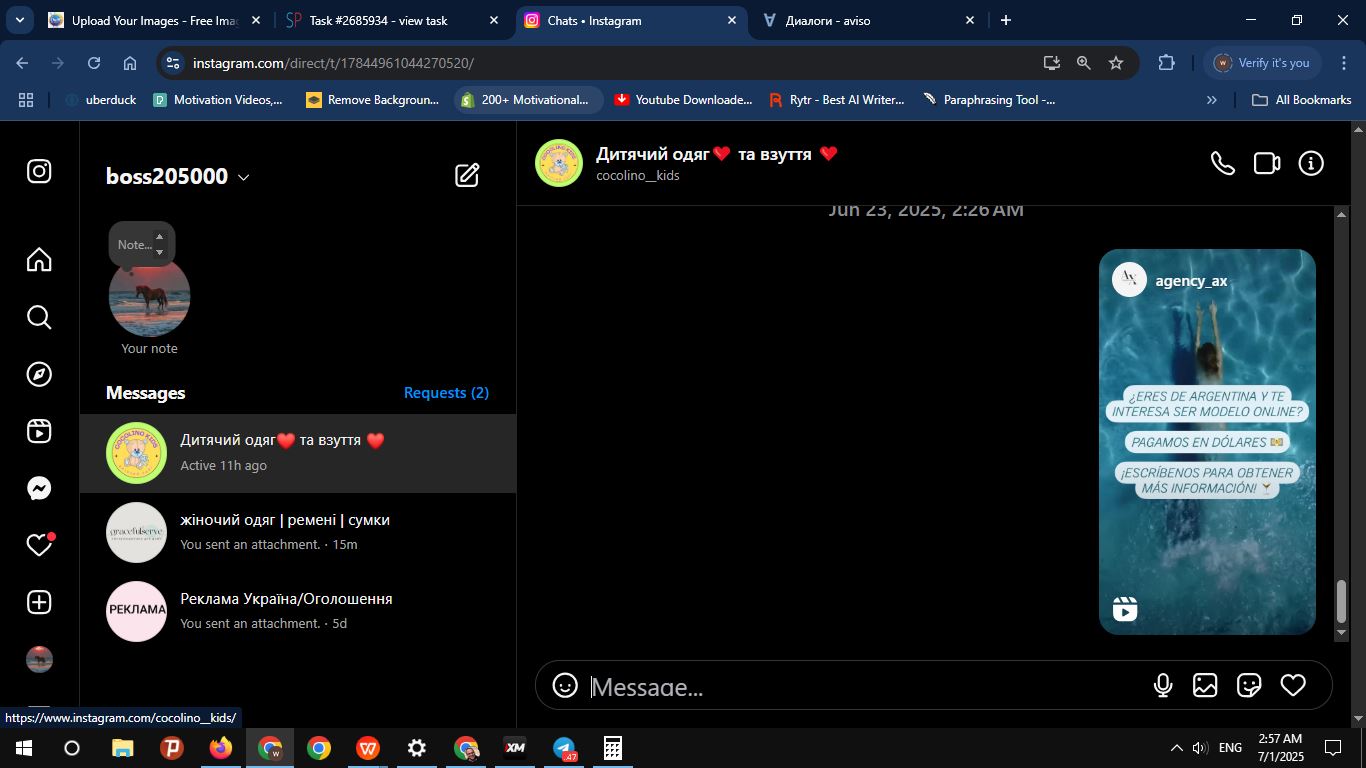 Upload Your Images - Free Imag
Task #2685934 - view task
Chats • Instagram
Диалоги - aviso
instagram.com/direct/t/17844961044270520/
Verify it's you
uberduck
Motivation Videos,...
Remove Backgroun...
200+ Motivational...
Youtube Downloade...
Rytr - Best AI Writer...
Paraphrasing Tool -...
All Bookmarks
boss205000
Note...
Your note
Messages
Requests (2)
Дитячий одяг❤️ та взуття ❤️
Active 11h ago
gracefulserve
жіночий одяг | ремені | сумки
You sent an attachment. · 15m
РЕКЛАМА
Реклама Україна/Оголошення
You sent an attachment. · 5d
Дитячий одяг❤️ та взуття ❤️
cocolino__kids
Jun 23, 2025, 2:26 AM
agency_ax
¿ERES DE ARGENTINA Y TE
INTERESA SER MODELO ONLINE?
PAGAMOS EN DÓLARES 💵
¡ESCRÍBENOS PARA OBTENER
MÁS INFORMACIÓN! 🍸
Message...
https://www.instagram.com/cocolino__kids/
ENG
2:57 AM
7/1/2025